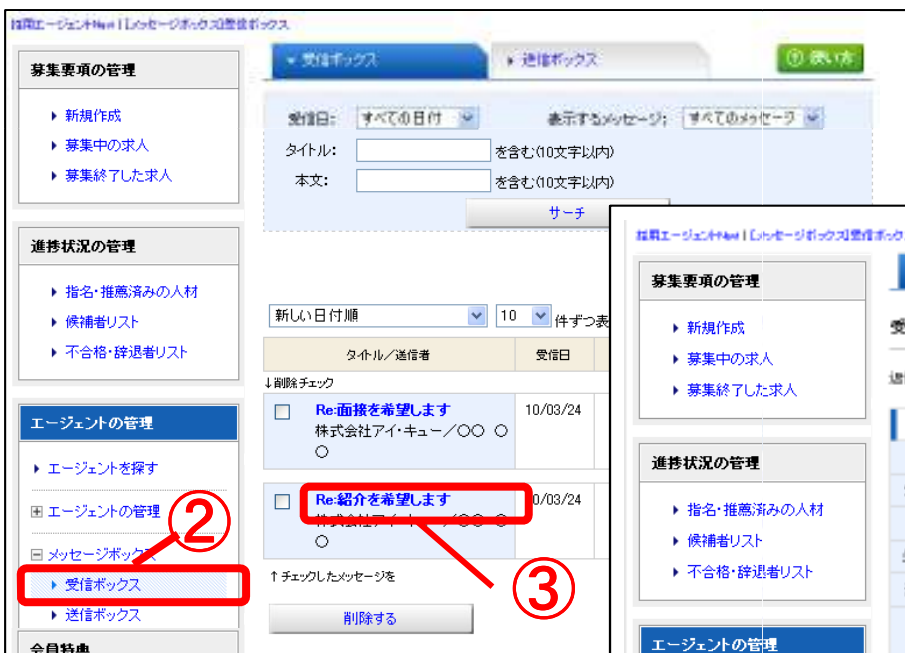 採用エージェントNavi | [メッセージボックス]受信ボックス
募集要項の管理
新規作成
募集中の求人
募集終了した求人
進捗状況の管理
指名・推薦済みの人材
候補者リスト
不合格・辞退者リスト
エージェントの管理
エージェントを探す
エージェントの管理
②
メッセージボックス
受信ボックス
送信ボックス
会員特典
受信ボックス
送信ボックス
使い方
受信日: すべての日付 表示するメッセージ: すべてのメッセージ
タイトル: を含む(10文字以内)
本文: を含む(10文字以内)
サーチ
新しい日付順 10 件ずつ表
タイトル/送信者 受信日
↓削除チェック
Re:面接を希望します 10/03/24
株式会社アイ・キュー/○○ ○
○
Re:紹介を希望します 0/03/24
株式会社アイ・キュー/○○ ○
○
③
↑チェックしたメッセージを
削除する
募集要項の管理
新規作成
募集中の求人
募集終了した求人
進捗状況の管理
指名・推薦済みの人材
候補者リスト
不合格・辞退者リスト
エージェントの管理
受